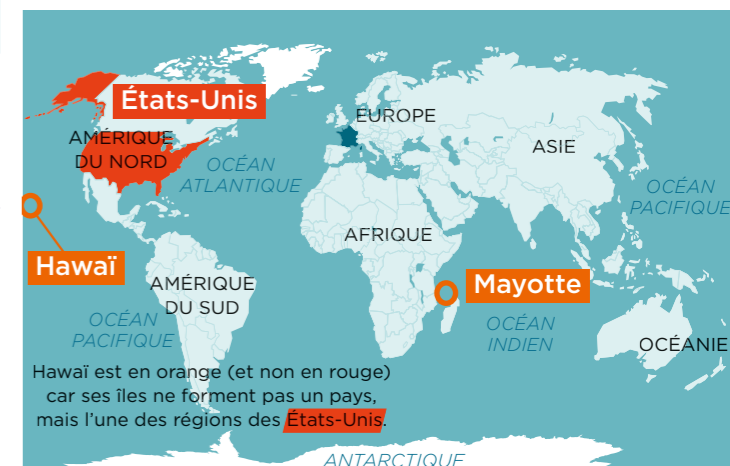 États-Unis
EUROPE
AMÉRIQUE
DU NORD
ASIE
OCÉAN
ATLANTIQUE
OCÉAN
PACIFIQUE
AFRIQUE
Hawaï
Mayotte
AMÉRIQUE
DU SUD
OCÉAN
PACIFIQUE
OCÉAN
INDIEN
OCÉANIE
Hawaï est en orange (et non en rouge)
car ses îles ne forment pas un pays,
mais l’une des régions des États-Unis.
ANTARCTIQUE